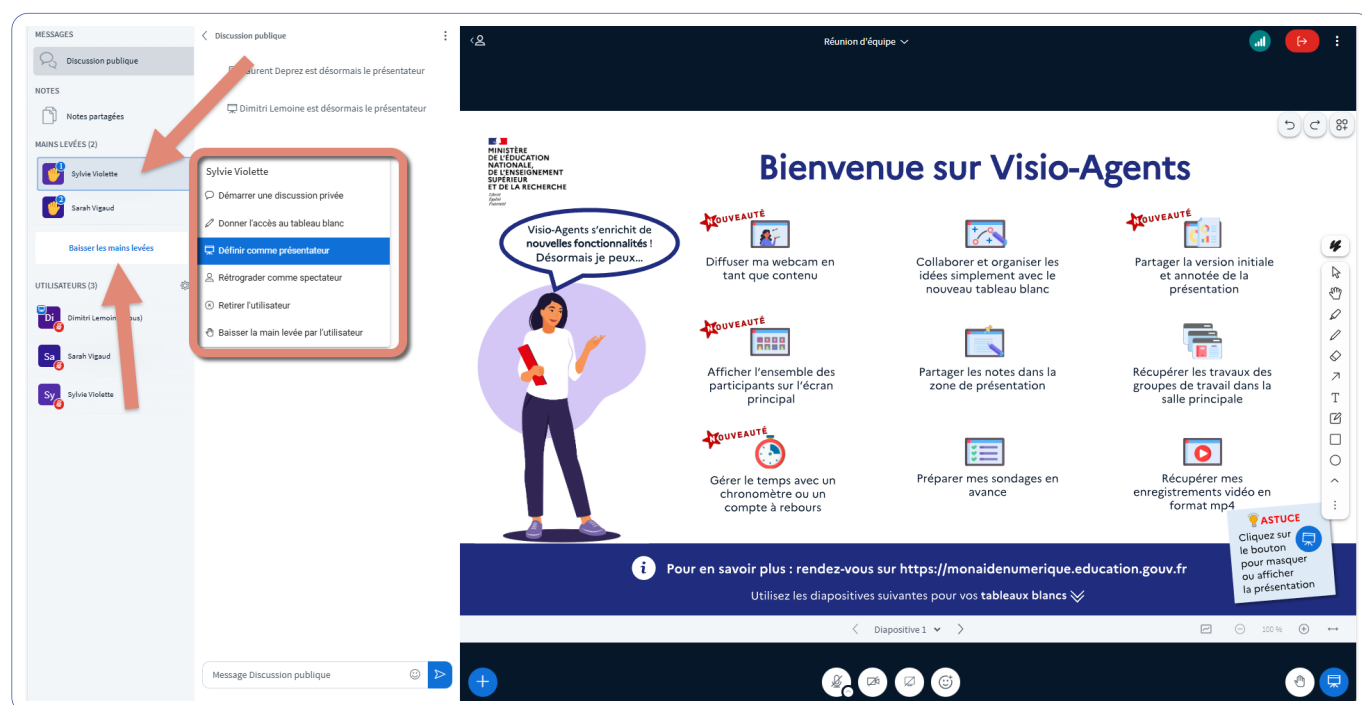 MESSAGES
Discussion publique
NOTES
Notes partagées
MAINS LEVÉES (2)
1
Sylvie Violette
2
Sarah Vigaud
Baisser les mains levées
UTILISATEURS (3)
Di
Dimitri Lemoine
Sa
Sarah Vigaud
Sy
Sylvie Violette
Discussion publique
Laurent Deprez est désormais le présentateur
Dimitri Lemoine est désormais le présentateur
Sylvie Violette
Démarrer une discussion privée
Donner l'accès au tableau blanc
Définir comme présentateur
Rétrograder comme spectateur
Retirer l'utilisateur
Baisser la main levée par l'utilisateur
Message Discussion publique
Réunion d'équipe
MINISTÈRE
DE L'ÉDUCATION
NATIONALE,
DE L'ENSEIGNEMENT
SUPÉRIEUR
ET DE LA RECHERCHE
Liberté
Égalité
Fraternité
Bienvenue sur Visio-Agents
Visio-Agents s'enrichit de
nouvelles fonctionnalités !
Désormais je peux...
NOUVEAUTÉ
Diffuser ma webcam en
tant que contenu
Collaborer et organiser les
idées simplement avec le
nouveau tableau blanc
NOUVEAUTÉ
Partager la version initiale
et annotée de la
présentation
NOUVEAUTÉ
Afficher l'ensemble des
participants sur l'écran
principal
Partager les notes dans la
zone de présentation
Récupérer les travaux des
groupes de travail dans la
salle principale
NOUVEAUTÉ
Gérer le temps avec un
chronomètre ou un
compte à rebours
Préparer mes sondages en
avance
Récupérer mes
enregistrements vidéo en
format mp4
ASTUCE
Cliquez sur
le bouton
pour masquer
ou afficher
la présentation
i Pour en savoir plus : rendez-vous sur https://monaidenumerique.education.gouv.fr
Utilisez les diapositives suivantes pour vos tableaux blancs
Diapositive 1
100 %